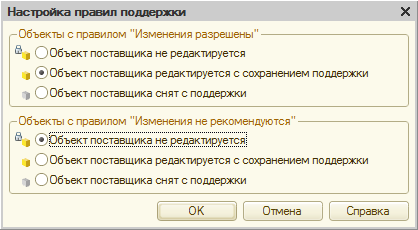 Настройка правил поддержки
Объекты с правилом "Изменения разрешены"
Объект поставщика не редактируется
Объект поставщика редактируется с сохранением поддержки
Объект поставщика снят с поддержки
Объекты с правилом "Изменения не рекомендуются"
Объект поставщика не редактируется
Объект поставщика редактируется с сохранением поддержки
Объект поставщика снят с поддержки
OK Отмена Справка